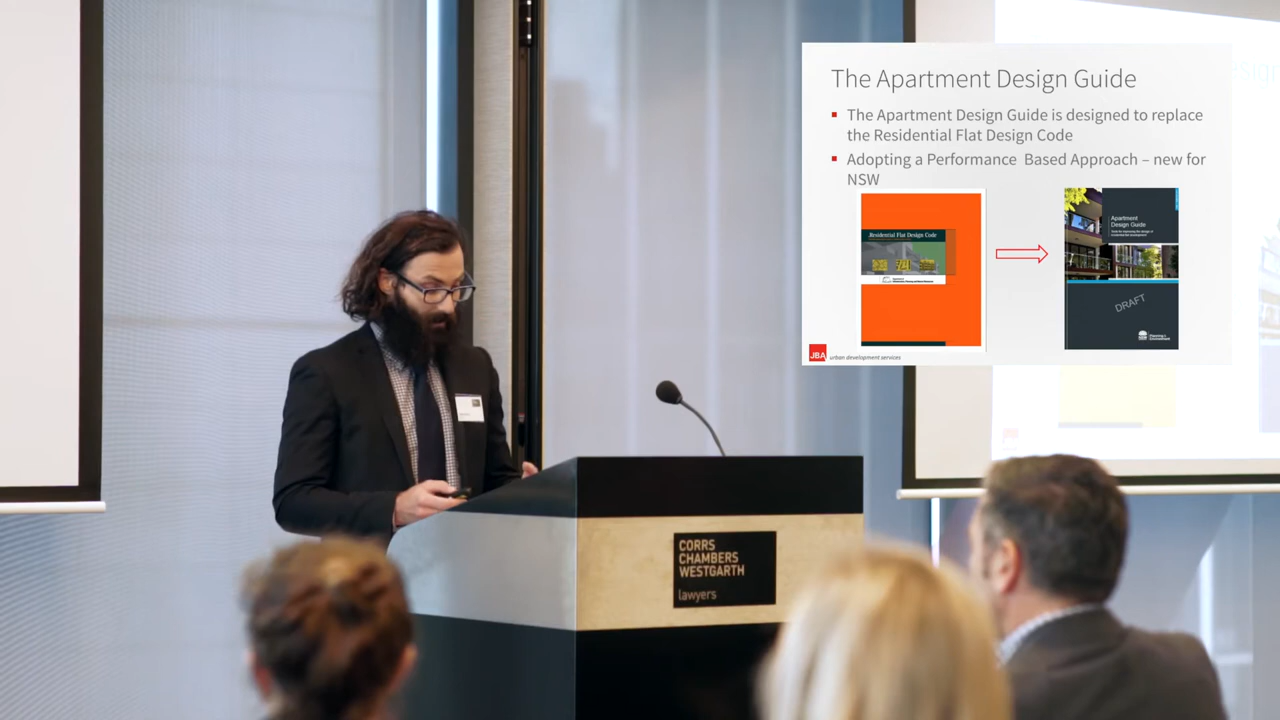 The Apartment Design Guide
The Apartment Design Guide is designed to replace
the Residential Flat Design Code
Adopting a Performance Based Approach – new for
NSW
Residential Flat Design Code
Apartment
Design Guide
DRAFT
JBA
urban development services
CORRS
CHAMBERS
WESTGARTH
lawyers